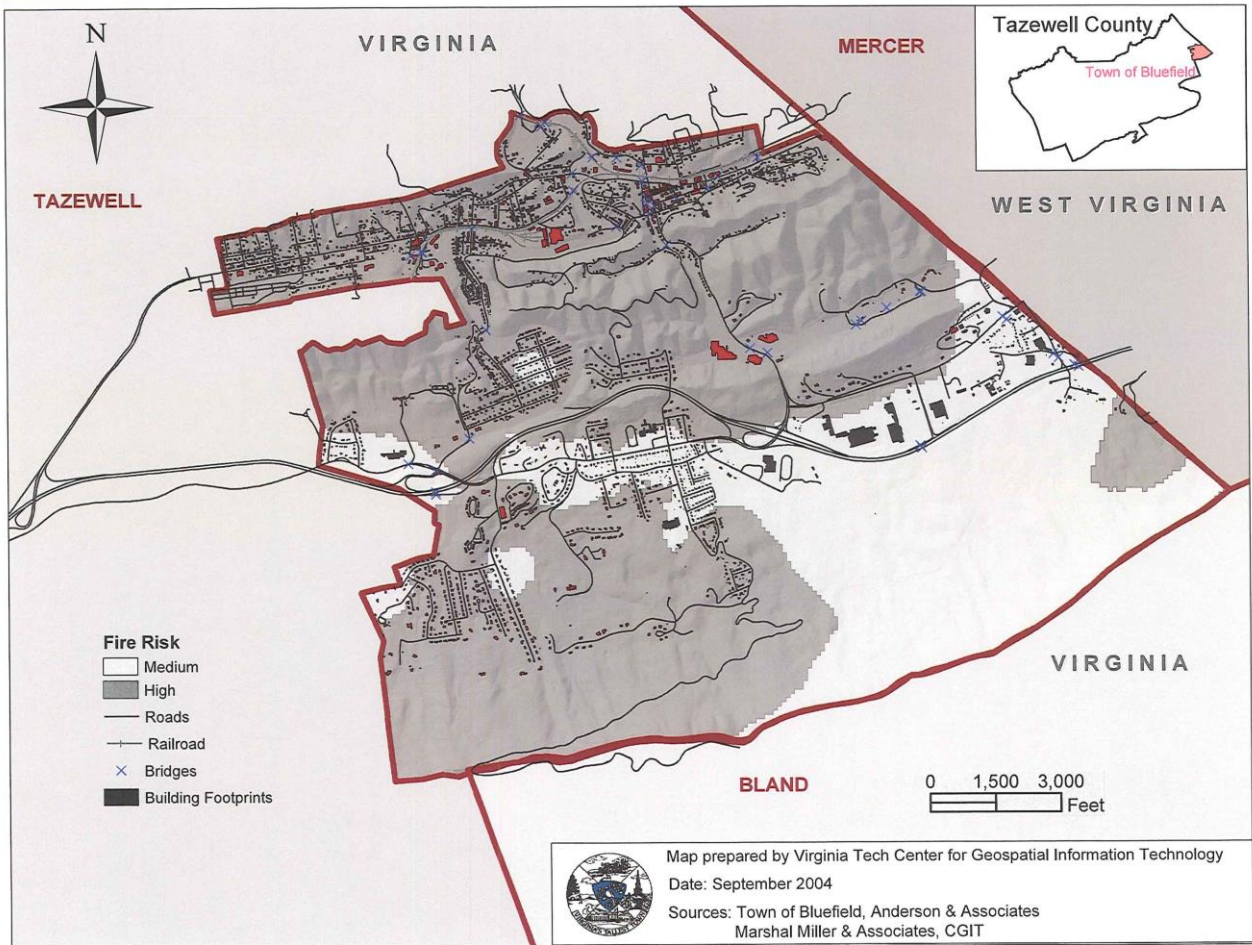 N
VIRGINIA
MERCER
Tazewell County
Town of Bluefield
TAZEWELL
WEST VIRGINIA
Fire Risk
Medium
High
Roads
Railroad
Bridges
Building Footprints
VIRGINIA
BLAND
0 1,500 3,000
Feet
Map prepared by Virginia Tech Center for Geospatial Information Technology
Date: September 2004
Sources: Town of Bluefield, Anderson & Associates
Marshal Miller & Associates, CGIT